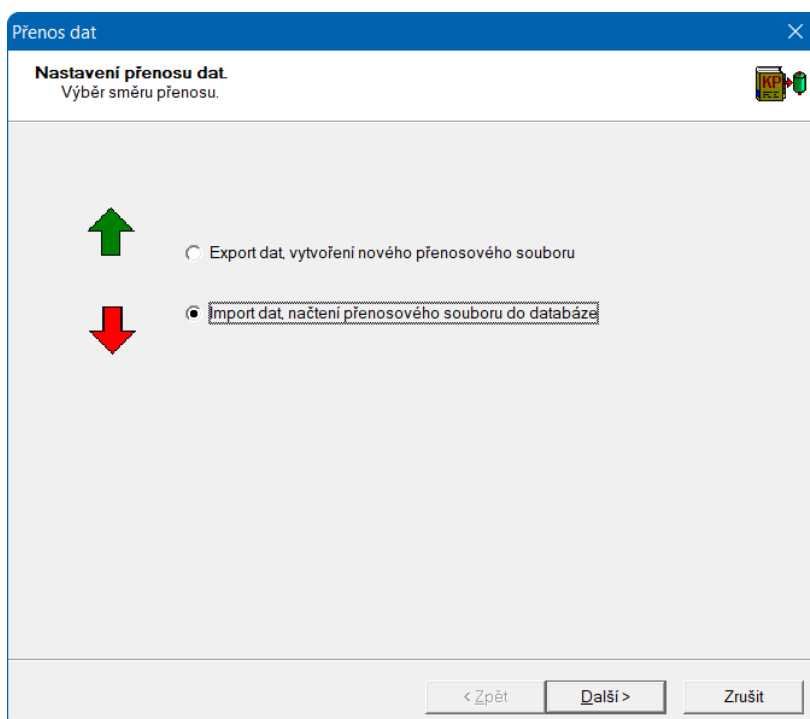 Přenos dat
Nastavení přenosu dat.
Výběr směru přenosu.
KP
Export dat, vytvoření nového přenosového souboru
Import dat, načtení přenosového souboru do databáze
< Zpět
Další >
Zrušit